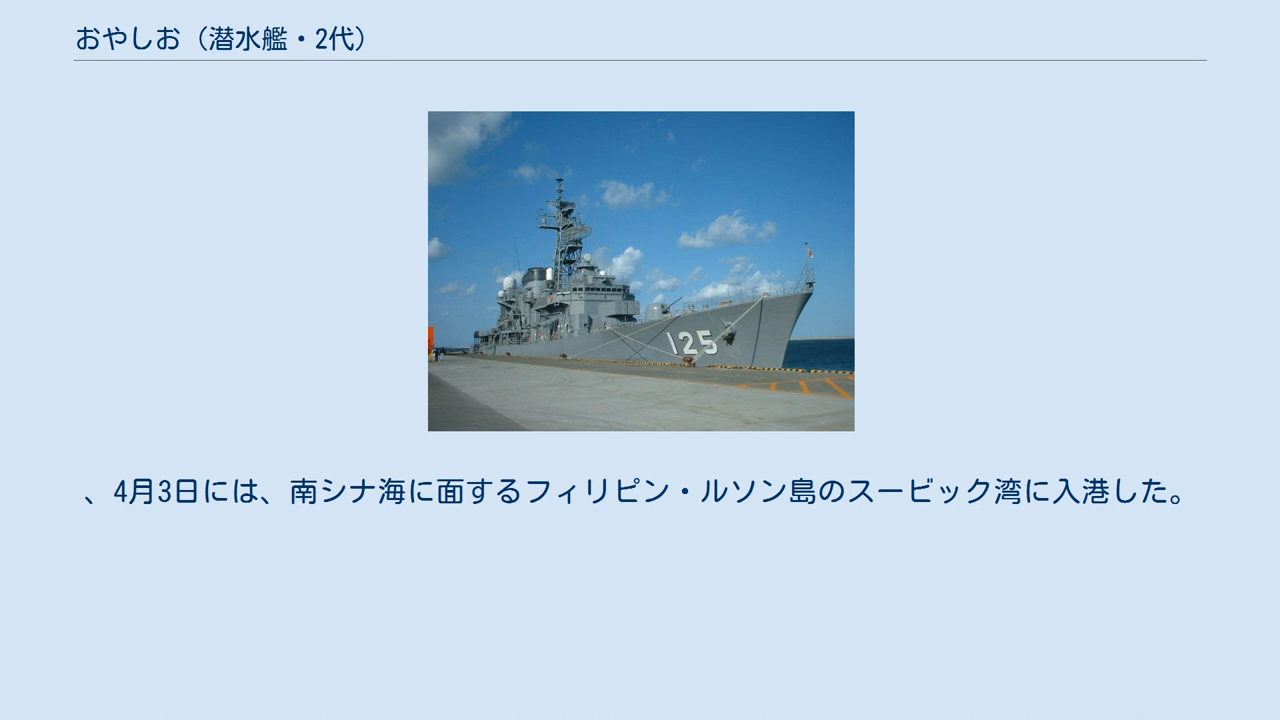 おやしお（潜水艦・2代）
125
、4月3日には、南シナ海に面するフィリピン・ルソン島のスービック湾に入港した。